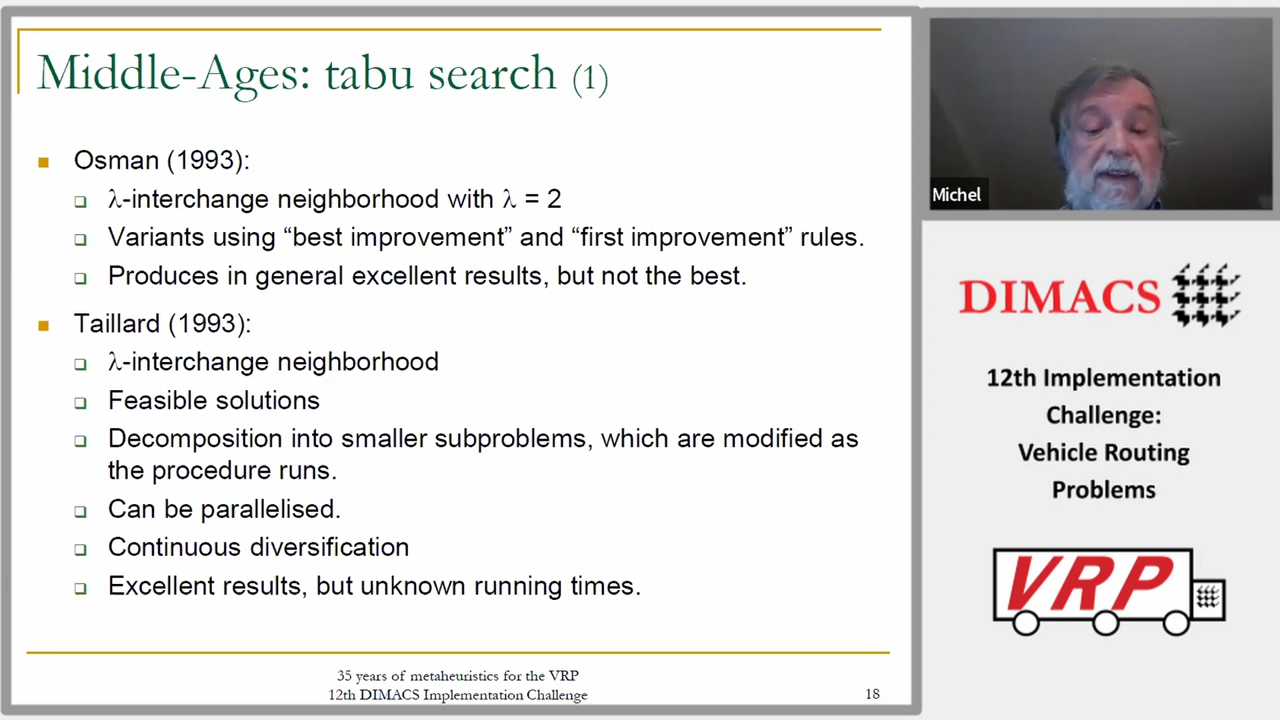 Middle-Ages: tabu search (1)
Osman (1993):
λ-interchange neighborhood with λ = 2
Variants using “best improvement” and “first improvement” rules.
Produces in general excellent results, but not the best.
Taillard (1993):
λ-interchange neighborhood
Feasible solutions
Decomposition into smaller subproblems, which are modified as
the procedure runs.
Can be parallelised.
Continuous diversification
Excellent results, but unknown running times.
35 years of metaheuristics for the VRP
12th DIMACS Implementation Challenge
18
Michel
DIMACS
12th Implementation
Challenge:
Vehicle Routing
Problems
VRP